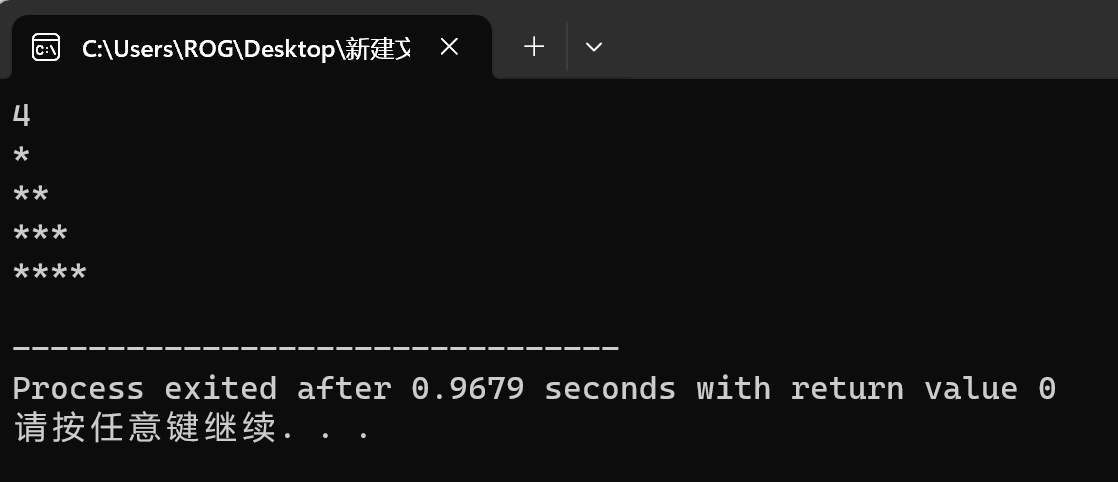 C:\Users\ROG\Desktop\新建文
4
*
**
***
****
--------------------------------
Process exited after 0.9679 seconds with return value 0
请按任意键继续. . .